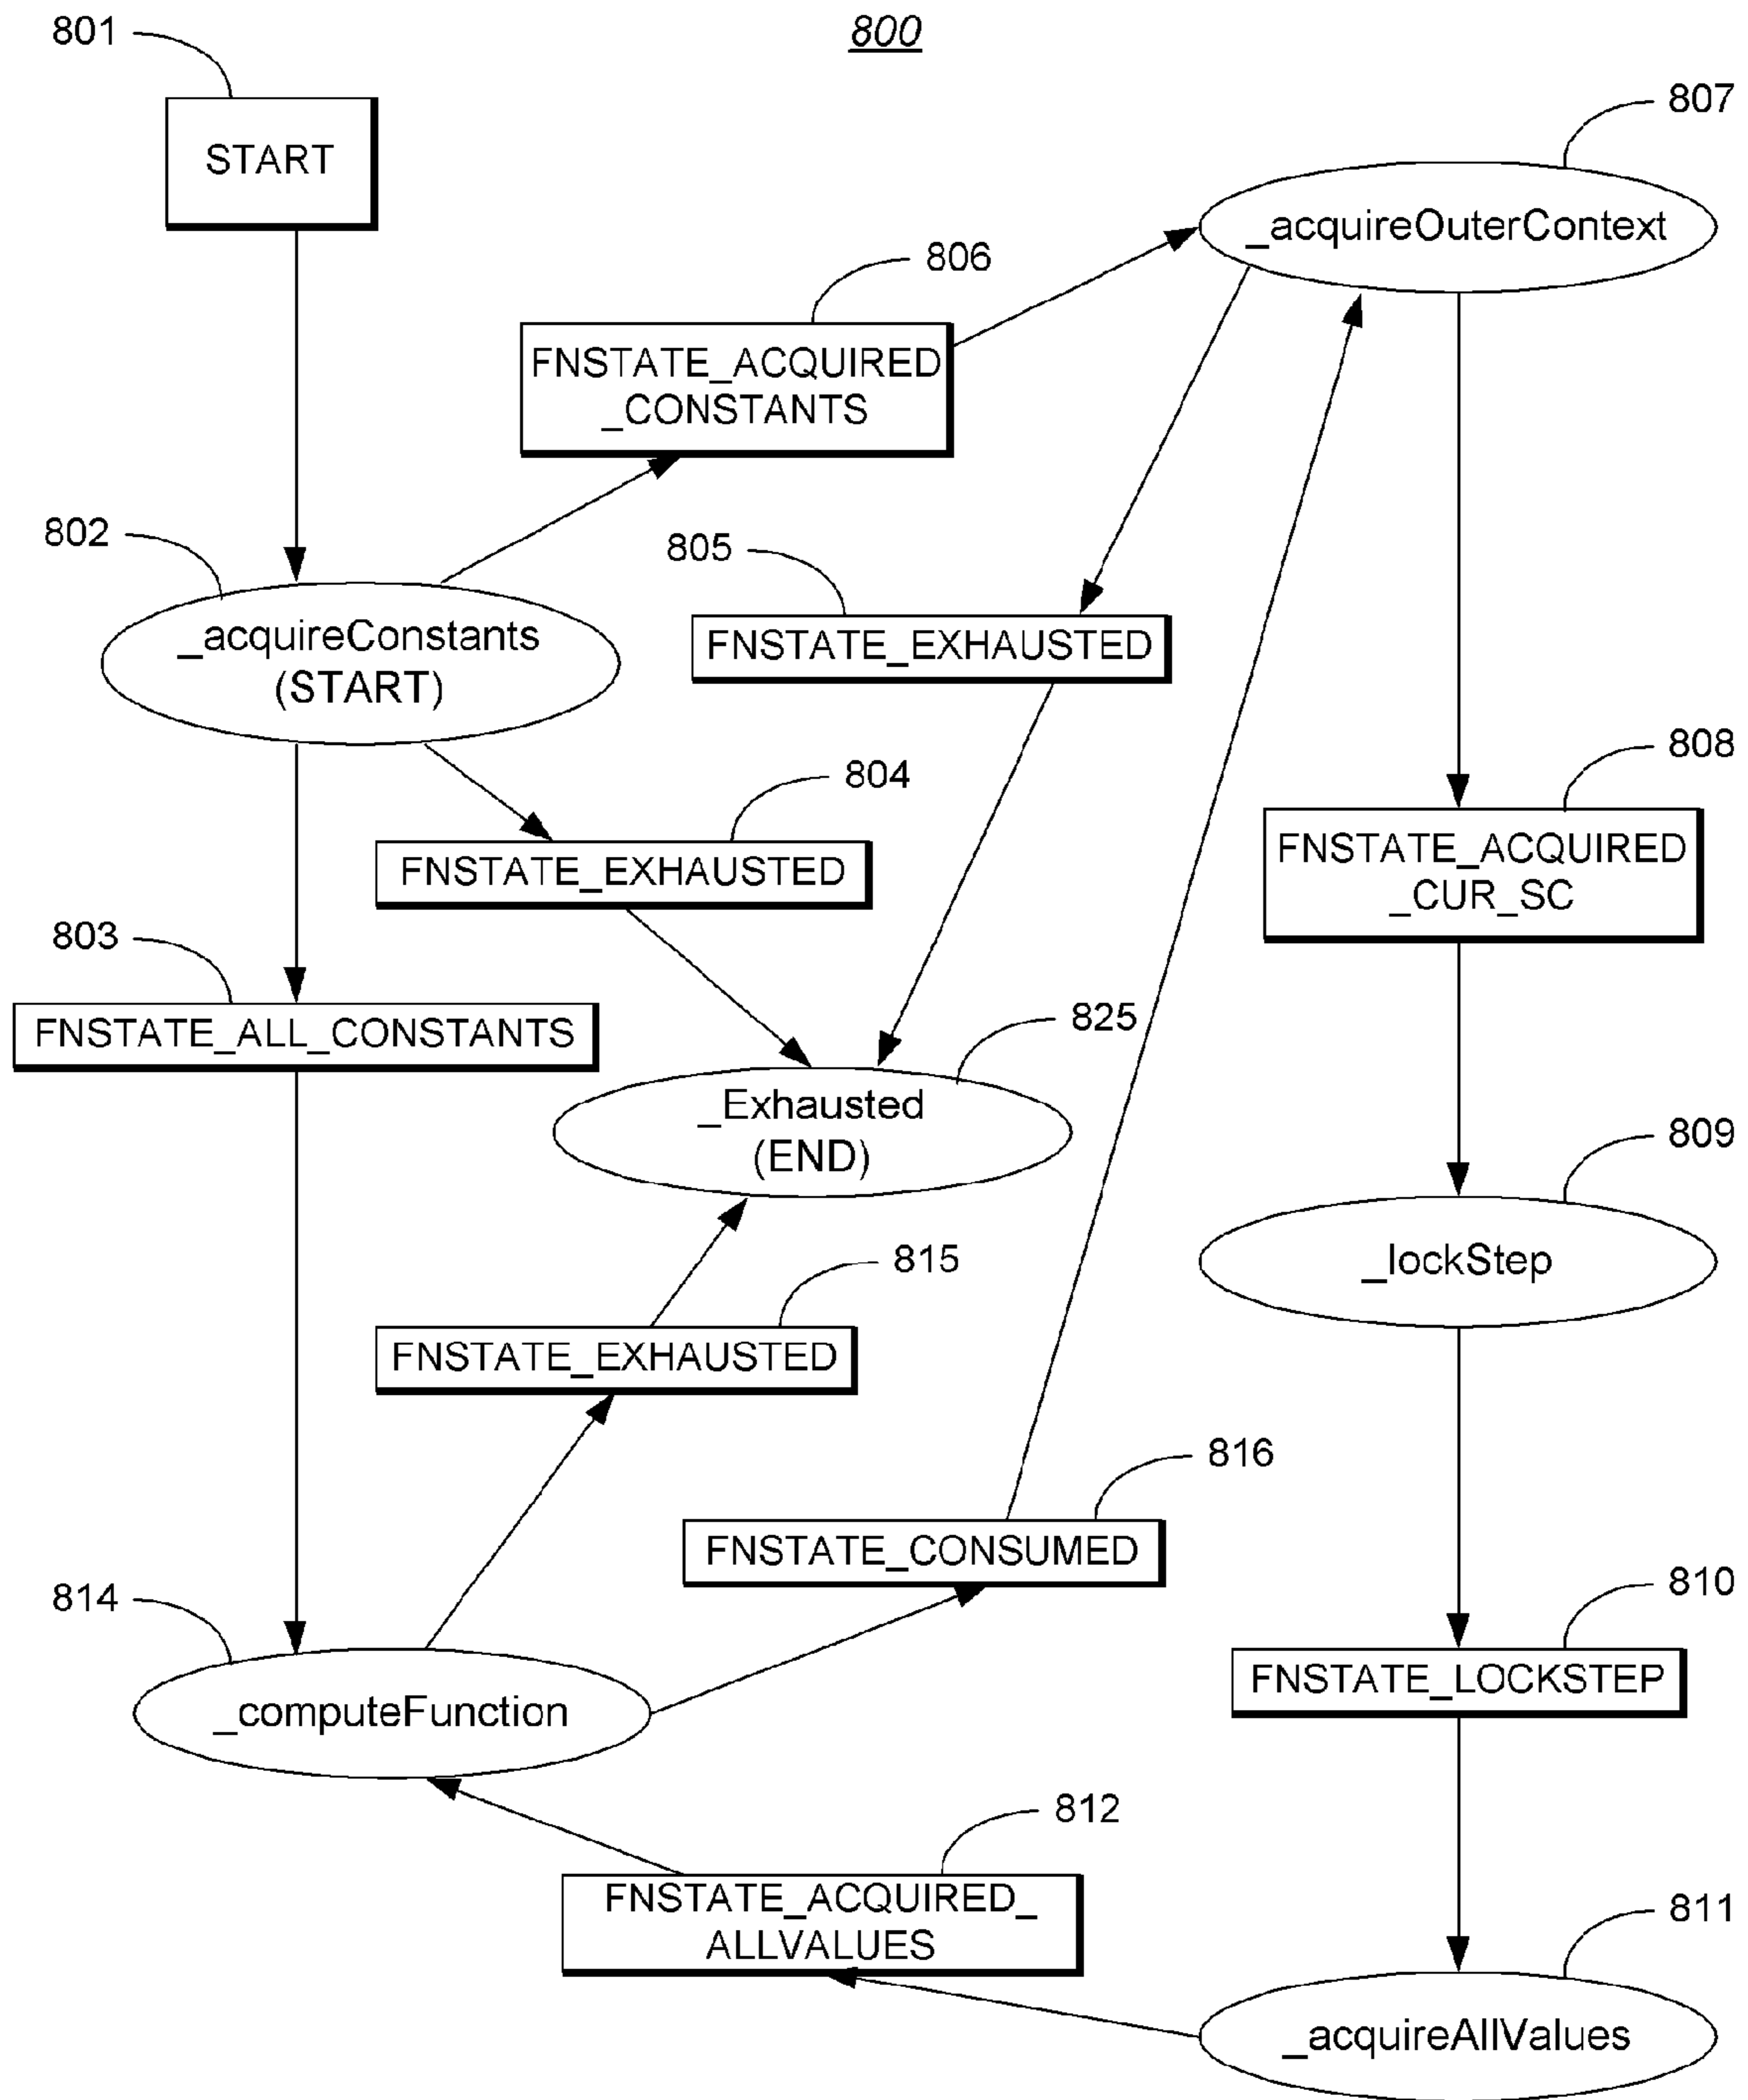 800
801
START
807
_acquireOuterContext
806
FNSTATE_ACQUIRED
_CONSTANTS
802
_acquireConstants
(START)
805
FNSTATE_EXHAUSTED
804
FNSTATE_EXHAUSTED
808
FNSTATE_ACQUIRED
_CUR_SC
803
FNSTATE_ALL_CONSTANTS
825
_Exhausted
(END)
809
_lockStep
815
FNSTATE_EXHAUSTED
816
FNSTATE_CONSUMED
814
_computeFunction
810
FNSTATE_LOCKSTEP
812
FNSTATE_ACQUIRED_
ALLVALUES
811
_acquireAllValues